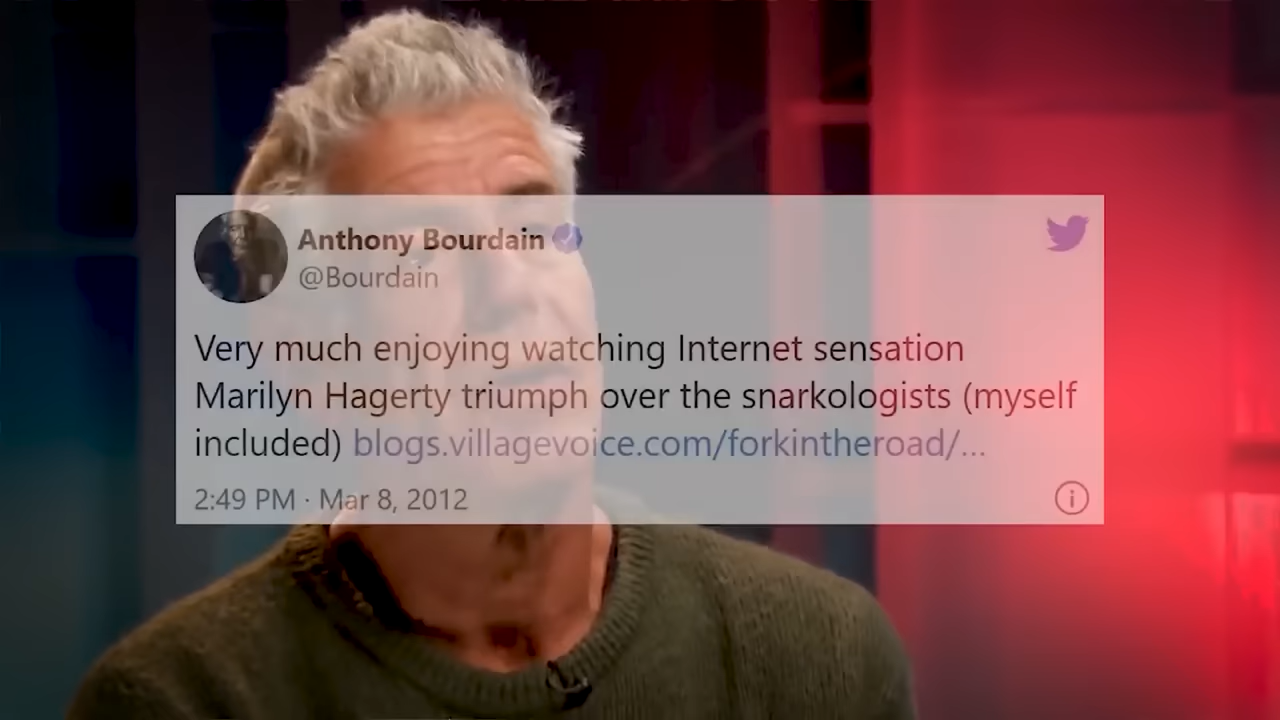 Anthony Bourdain
@Bourdain
Very much enjoying watching Internet sensation
Marilyn Hagerty triumph over the snarkologists (myself
included) blogs.villagevoice.com/forkintheroad/...
2:49 PM · Mar 8, 2012